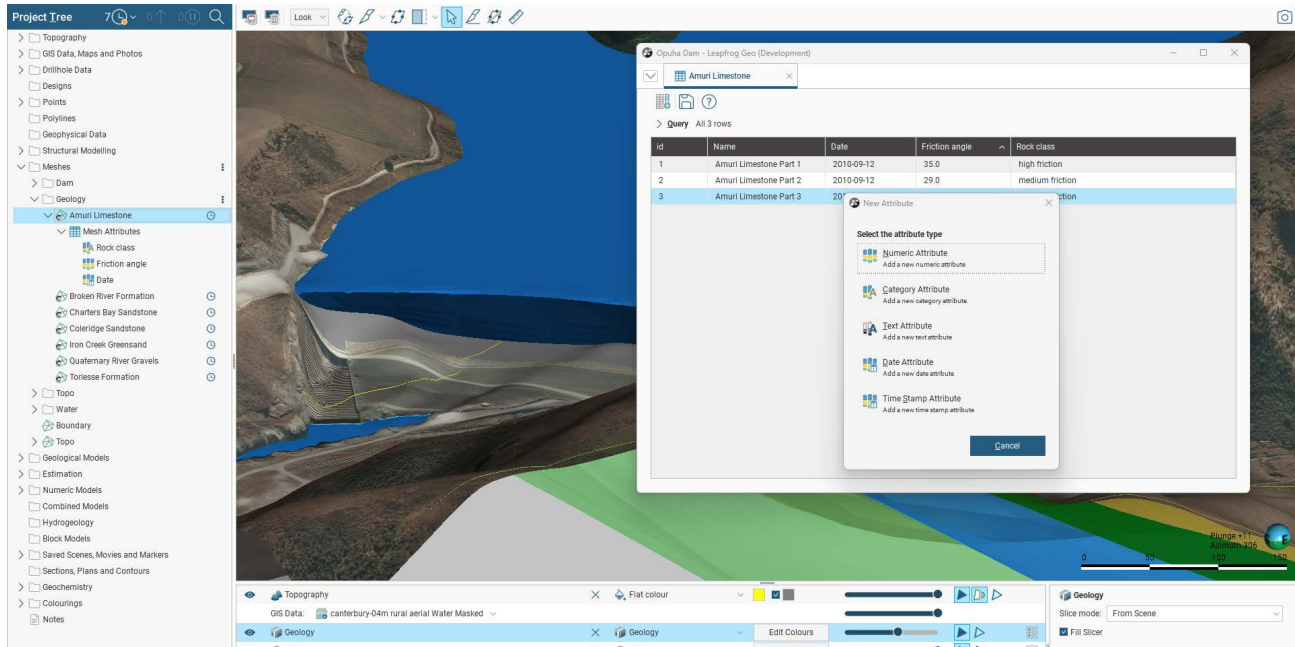 Project Tree 7 0 0
Look
Topography
GIS Data, Maps and Photos
Drillhole Data
Designs
Points
Polylines
Geophysical Data
Structural Modelling
Meshes
Dam
Geology
Amuri Limestone
Mesh Attributes
Rock class
Friction angle
Date
Broken River Formation
Charters Bay Sandstone
Coleridge Sandstone
Iron Creek Greensand
Quaternary River Gravels
Torlesse Formation
Topo
Water
Boundary
Topo
Geological Models
Estimation
Numeric Models
Combined Models
Hydrogeology
Block Models
Saved Scenes, Movies and Markers
Sections, Plans and Contours
Geochemistry
Colourings
Notes
Opuha Dam - Leapfrog Geo (Development)
Amuri Limestone
Query All 3 rows
id Name Date Friction angle Rock class
1 Amuri Limestone Part 1 2010-09-12 35.0 high friction
2 Amuri Limestone Part 2 2010-09-12 29.0 medium friction
3 Amuri Limestone Part 3
New Attribute
Select the attribute type
Numeric Attribute
Add a new numeric attribute
Category Attribute
Add a new category attribute
Text Attribute
Add a new text attribute
Date Attribute
Add a new date attribute
Time Stamp Attribute
Add a new time stamp attribute
Cancel
Plunge +11
Azimuth 306
0 50 100 150
Topography Flat colour
GIS Data: canterbury-04m rural aerial Water Masked
Geology Geology Edit Colours
Geology
Slice mode: From Scene
Fill Slicer